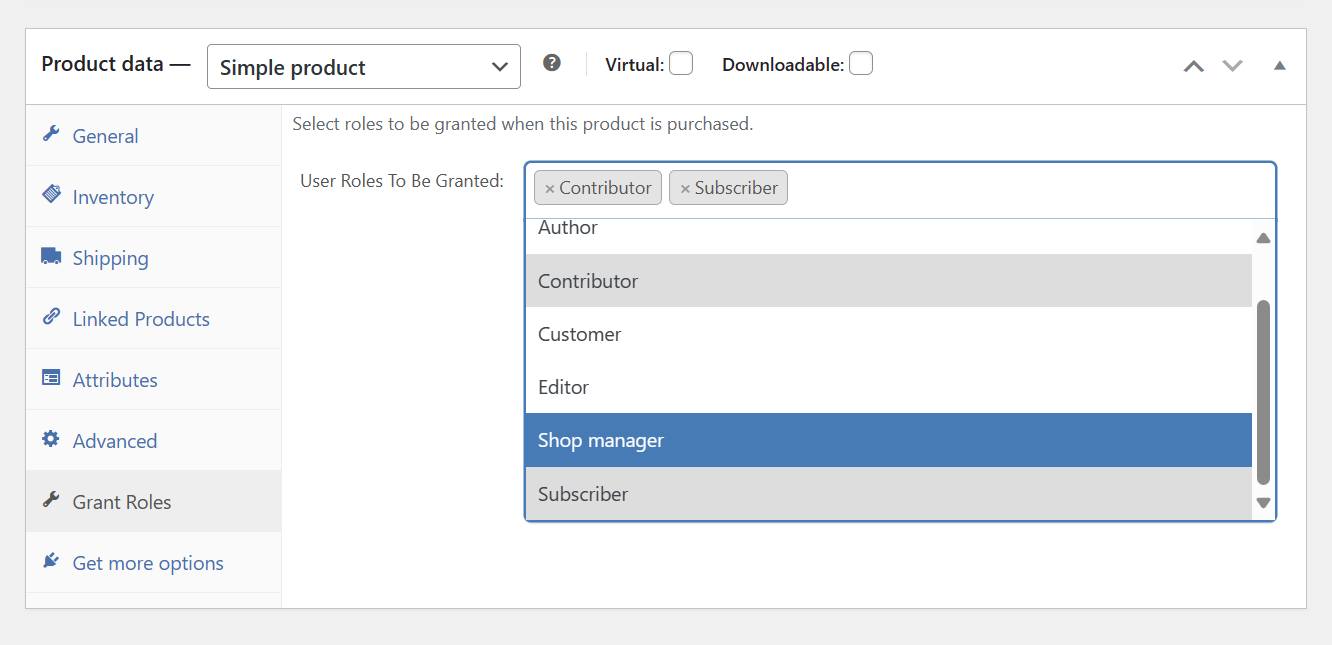 Product data — Simple product ? Virtual: Downloadable:
General
Inventory
Shipping
Linked Products
Attributes
Advanced
Grant Roles
Get more options
Select roles to be granted when this product is purchased.
User Roles To Be Granted: × Contributor × Subscriber
Author
Contributor
Customer
Editor
Shop manager
Subscriber